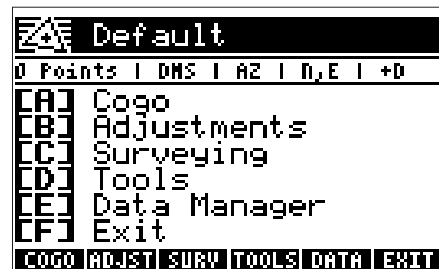 Default
0 Points | DMS | AZ | N,E | +D
[A] Cogo
[B] Adjustments
[C] Surveying
[D] Tools
[E] Data Manager
[F] Exit
COGO ADJST SURV TOOLS DATA EXIT